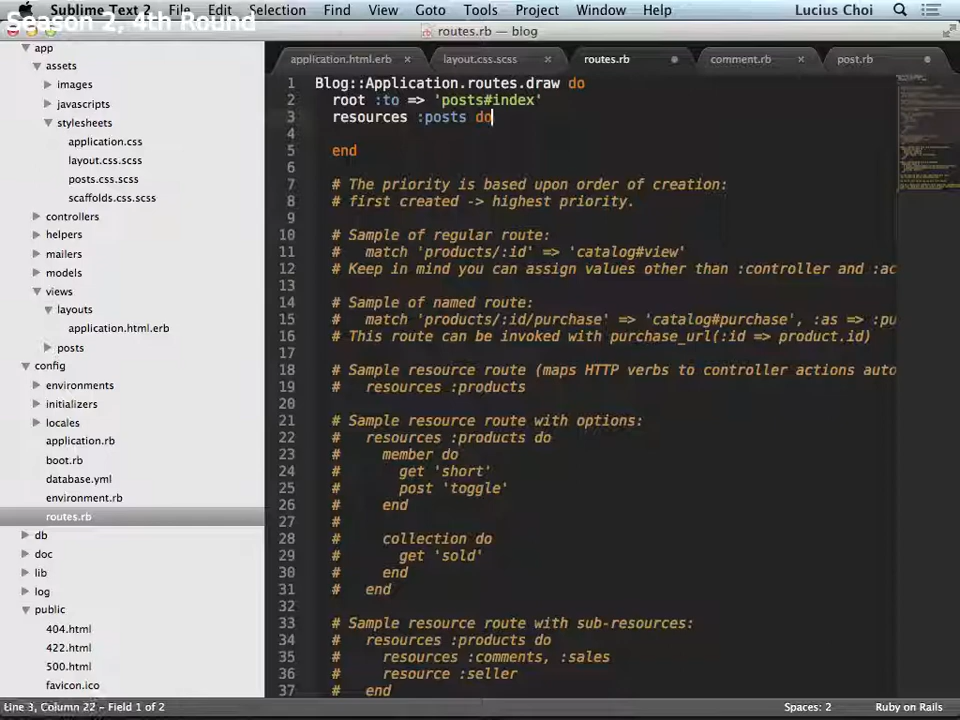 Sublime Text 2 File Edit Selection Find View Goto Tools Project Window Help Lucius Choi
Season 2, 4th Round
routes.rb — blog
application.html.erb × layout.css.scss × routes.rb comment.rb post.rb
app
assets
images
javascripts
stylesheets
application.css
layout.css.scss
posts.css.scss
scaffolds.css.scss
controllers
helpers
mailers
models
views
layouts
application.html.erb
posts
config
environments
initializers
locales
application.rb
boot.rb
database.yml
environment.rb
routes.rb
db
doc
lib
log
public
404.html
422.html
500.html
favicon.ico
1 Blog::Application.routes.draw do
2 root :to => 'posts#index'
3 resources :posts do
4
5 end
6
7 # The priority is based upon order of creation:
8 # first created -> highest priority.
9
10 # Sample of regular route:
11 # match 'products/:id' => 'catalog#view'
12 # Keep in mind you can assign values other than :controller and :ac
13
14 # Sample of named route:
15 # match 'products/:id/purchase' => 'catalog#purchase', :as => :pu
16 # This route can be invoked with purchase_url(:id => product.id)
17
18 # Sample resource route (maps HTTP verbs to controller actions auto
19 # resources :products
20
21 # Sample resource route with options:
22 # resources :products do
23 # member do
24 # get 'short'
25 # post 'toggle'
26 # end
27 #
28 # collection do
29 # get 'sold'
30 # end
31 # end
32
33 # Sample resource route with sub-resources:
34 # resources :products do
35 # resources :comments, :sales
36 # resource :seller
37 # end
Line 3, Column 22 – Field 1 of 2 Spaces: 2 Ruby on Rails